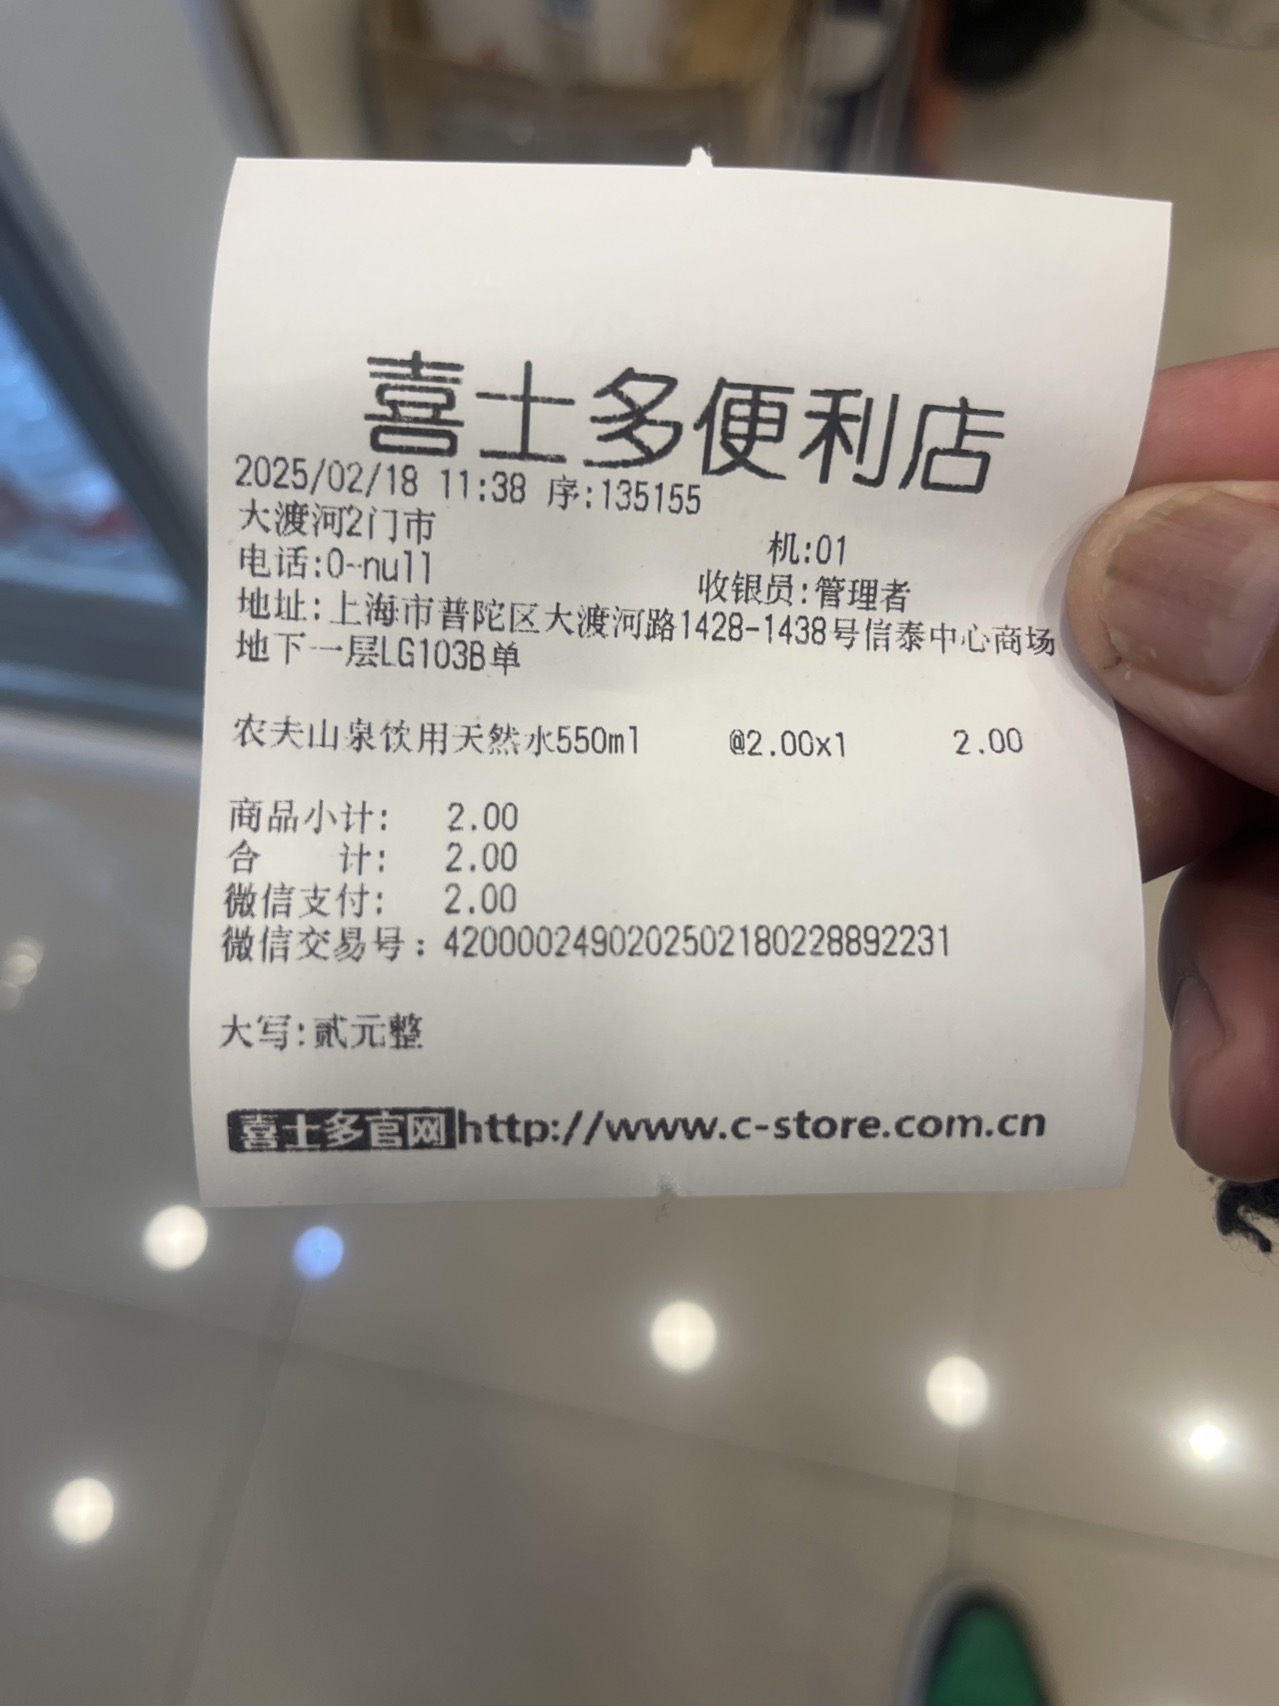 喜士多便利店
2025/02/18 11:38 序:135155
大渡河2门市 机:01
电话:0-null 收银员:管理者
地址:上海市普陀区大渡河路1428-1438号信泰中心商场
地下一层LG103B单
农夫山泉饮用天然水550ml @2.00x1 2.00
商品小计: 2.00
合 计: 2.00
微信支付: 2.00
微信交易号:4200002490202502180228892231
大写:贰元整
喜士多官网http://www.c-store.com.cn